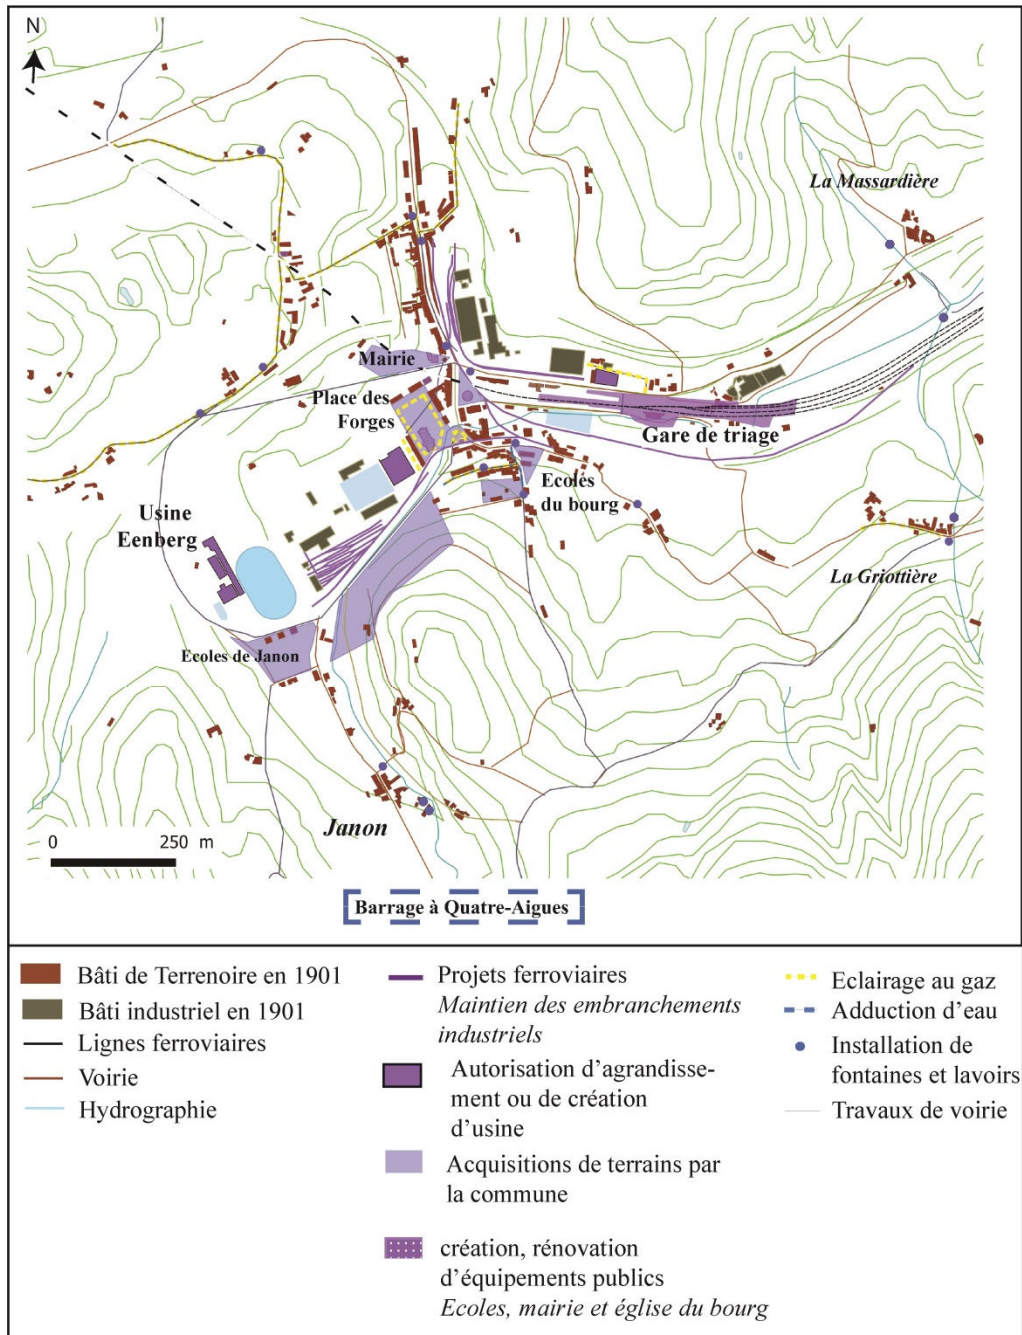 N
La Massardière
Mairie
Place des
Forges
Gare de triage
Ecoles
du bourg
Usine
Eenberg
La Griottière
Ecoles de Janon
Janon
0 250 m
Barrage à Quatre-Aigues
Bâti de Terrenoire en 1901
Bâti industriel en 1901
Lignes ferroviaires
Voirie
Hydrographie
Projets ferroviaires
Maintien des embranchements
industriels
Autorisation d'agrandisse-
ment ou de création
d'usine
Acquisitions de terrains par
la commune
création, rénovation
d'équipements publics
Ecoles, mairie et église du bourg
Eclairage au gaz
Adduction d'eau
Installation de
fontaines et lavoirs
Travaux de voirie